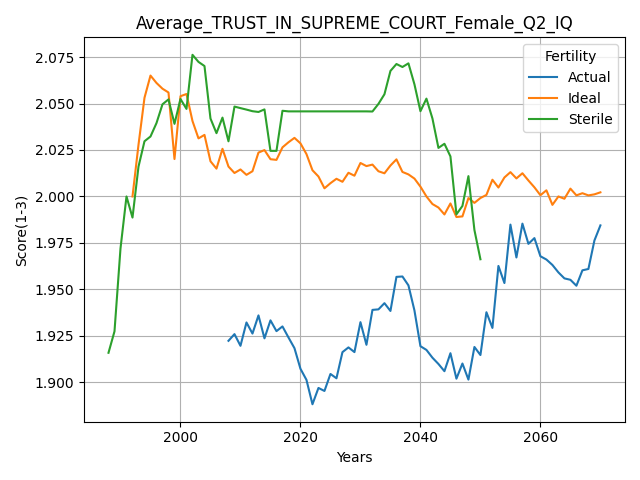 Average_TRUST_IN_SUPREME_COURT_Female_Q2_IQ
Fertility
Actual
Ideal
Sterile
Score(1-3)
2.075
2.050
2.025
2.000
1.975
1.950
1.925
1.900
2000 2020 2040 2060
Years